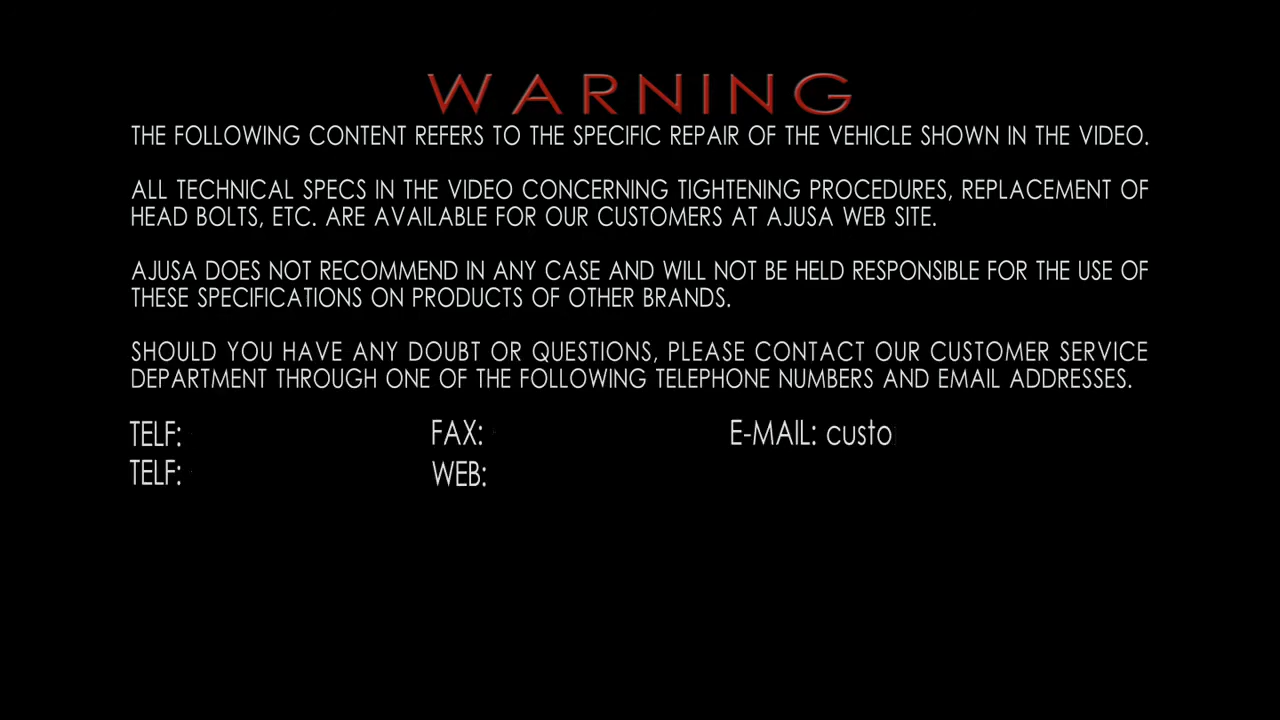 WARNING
THE FOLLOWING CONTENT REFERS TO THE SPECIFIC REPAIR OF THE VEHICLE SHOWN IN THE VIDEO.
ALL TECHNICAL SPECS IN THE VIDEO CONCERNING TIGHTENING PROCEDURES, REPLACEMENT OF
HEAD BOLTS, ETC. ARE AVAILABLE FOR OUR CUSTOMERS AT AJUSA WEB SITE.
AJUSA DOES NOT RECOMMEND IN ANY CASE AND WILL NOT BE HELD RESPONSIBLE FOR THE USE OF
THESE SPECIFICATIONS ON PRODUCTS OF OTHER BRANDS.
SHOULD YOU HAVE ANY DOUBT OR QUESTIONS, PLEASE CONTACT OUR CUSTOMER SERVICE
DEPARTMENT THROUGH ONE OF THE FOLLOWING TELEPHONE NUMBERS AND EMAIL ADDRESSES.
TELF: FAX: E-MAIL: custo
TELF: WEB: